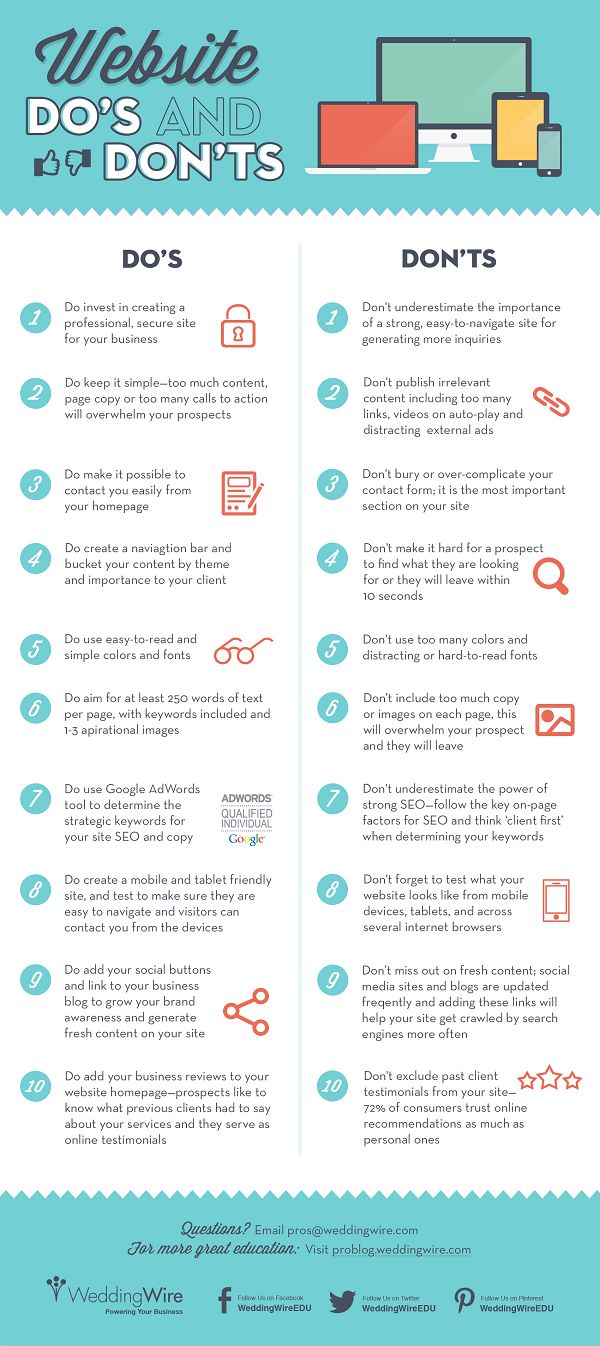 Website
DO'S AND
DON'TS
DO'S
1
Do invest in creating a
professional, secure site
for your business
2
Do keep it simple—too much content,
page copy or too many calls to action
will overwhelm your prospects
3
Do make it possible to
contact you easily from
your homepage
4
Do create a naviagtion bar and
bucket your content by theme
and importance to your client
5
Do use easy-to-read and
simple colors and fonts
6
Do aim for at least 250 words of text
per page, with keywords included and
1-3 apirational images
7
Do use Google AdWords
tool to determine the
strategic keywords for
your site SEO and copy
ADWORDS
QUALIFIED
INDIVIDUAL
Google
8
Do create a mobile and tablet friendly
site, and test to make sure they are
easy to navigate and visitors can
contact you from the devices
9
Do add your social buttons
and link to your business
blog to grow your brand
awareness and generate
fresh content on your site
10
Do add your business reviews to your
website homepage—prospects like to
know what previous clients had to say
about your services and they serve as
online testimonials
DON'TS
1
Don't underestimate the importance
of a strong, easy-to-navigate site for
generating more inquiries
2
Don't publish irrelevant
content including too many
links, videos on auto-play and
distracting external ads
3
Don't bury or over-complicate your
contact form; it is the most important
section on your site
4
Don't make it hard for a prospect
to find what they are looking
for or they will leave within
10 seconds
5
Don't use too many colors and
distracting or hard-to-read fonts
6
Don't include too much copy
or images on each page, this
will overwhelm your prospect
and they will leave
7
Don't underestimate the power of
strong SEO—follow the key on-page
factors for SEO and think 'client first'
when determining your keywords
8
Don't forget to test what your
website looks like from mobile
devices, tablets, and across
several internet browsers
9
Don't miss out on fresh content; social
media sites and blogs are updated
freqently and adding these links will
help your site get crawled by search
engines more often
10
Don't exclude past client
testimonials from your site—
72% of consumers trust online
recommendations as much as
personal ones
Questions? Email pros@weddingwire.com
For more great education: Visit problog.weddingwire.com
WeddingWire
Powering Your Business
Follow Us on Facebook
WeddingWireEDU
Follow Us on Twitter
WeddingWireEDU
Follow Us on Pinterest
WeddingWireEDU